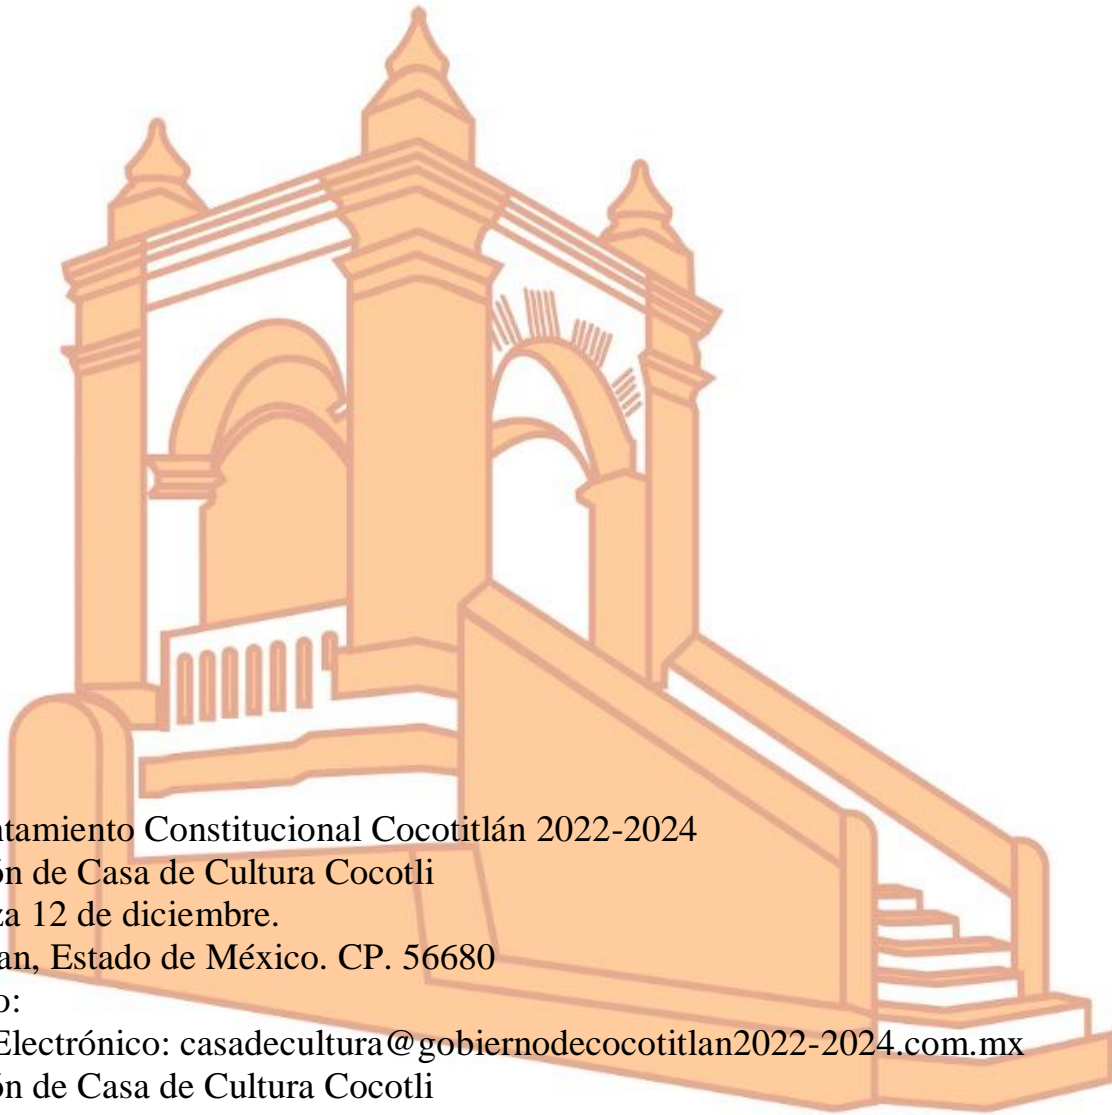 ntamiento Constitucional Cocotitlán 2022-2024
ón de Casa de Cultura Cocotli
za 12 de diciembre.
an, Estado de México. CP. 56680
o:
Electrónico: casadecultura@gobiernodecocotitlan2022-2024.com.mx
ón de Casa de Cultura Cocotli